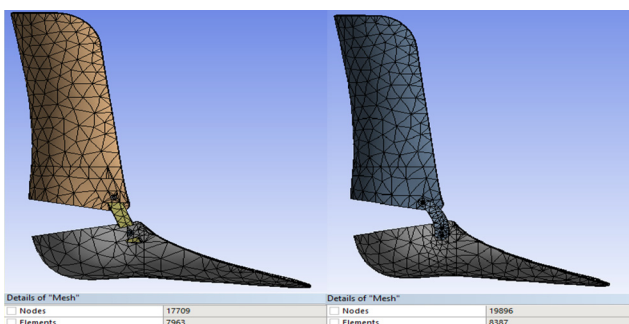 Details of "Mesh" Details of "Mesh"
Nodes 17709 Nodes 19896
Elements 7963 Elements 8387